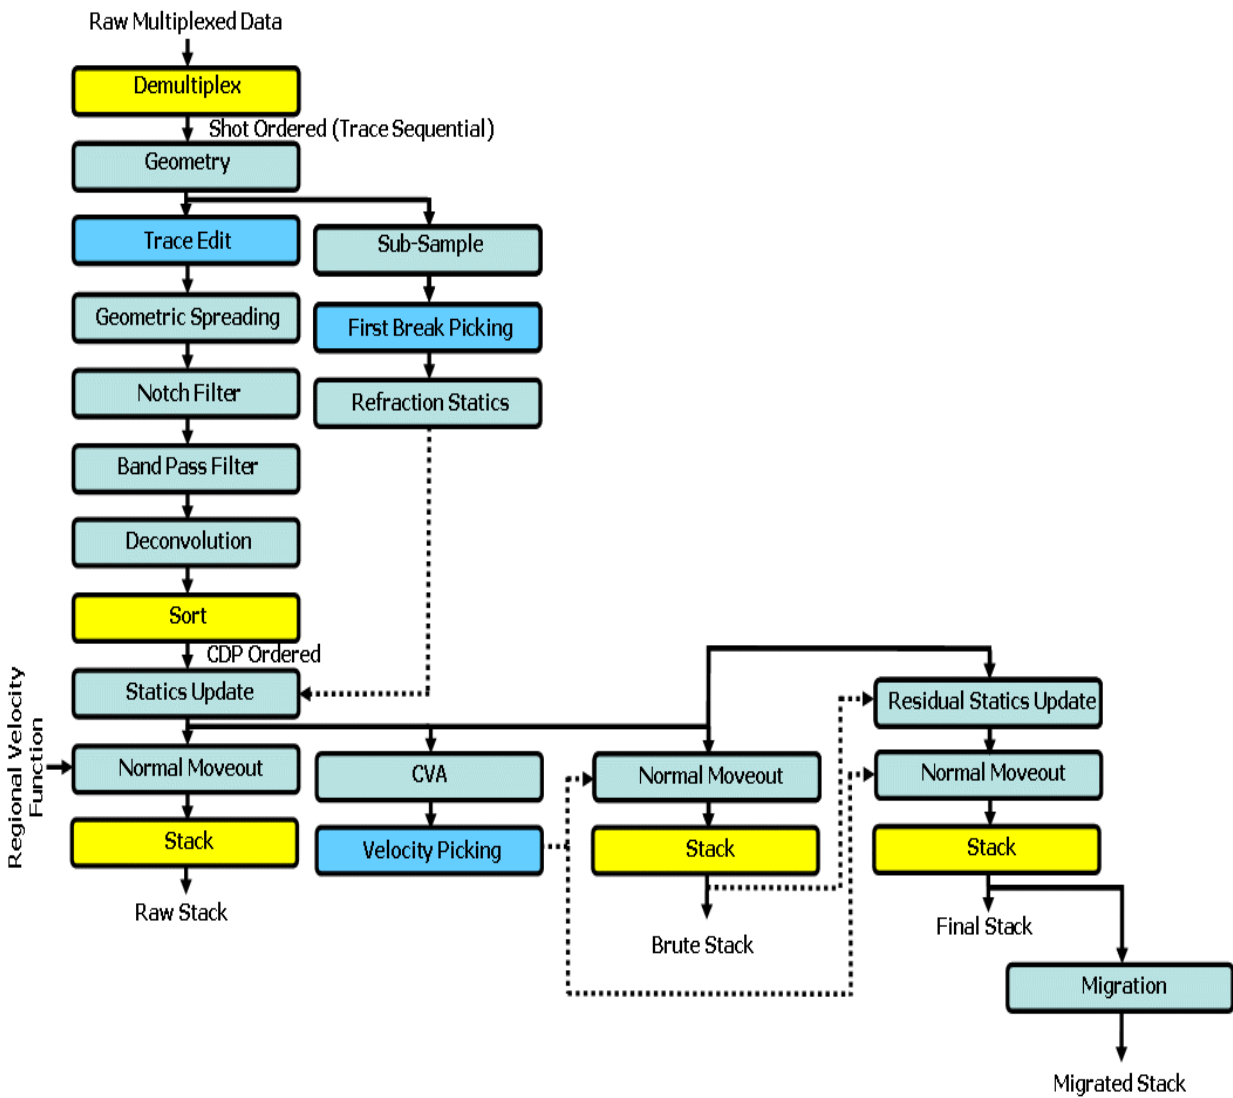 Raw Multiplexed Data
Demultiplex
Shot Ordered (Trace Sequential)
Geometry
Trace Edit
Sub-Sample
Geometric Spreading
First Break Picking
Notch Filter
Refraction Statics
Band Pass Filter
Deconvolution
Sort
CDP Ordered
Statics Update
Residual Statics Update
Regional Velocity
Function
Normal Moveout
CVA
Normal Moveout
Normal Moveout
Stack
Velocity Picking
Stack
Stack
Raw Stack
Brute Stack
Final Stack
Migration
Migrated Stack